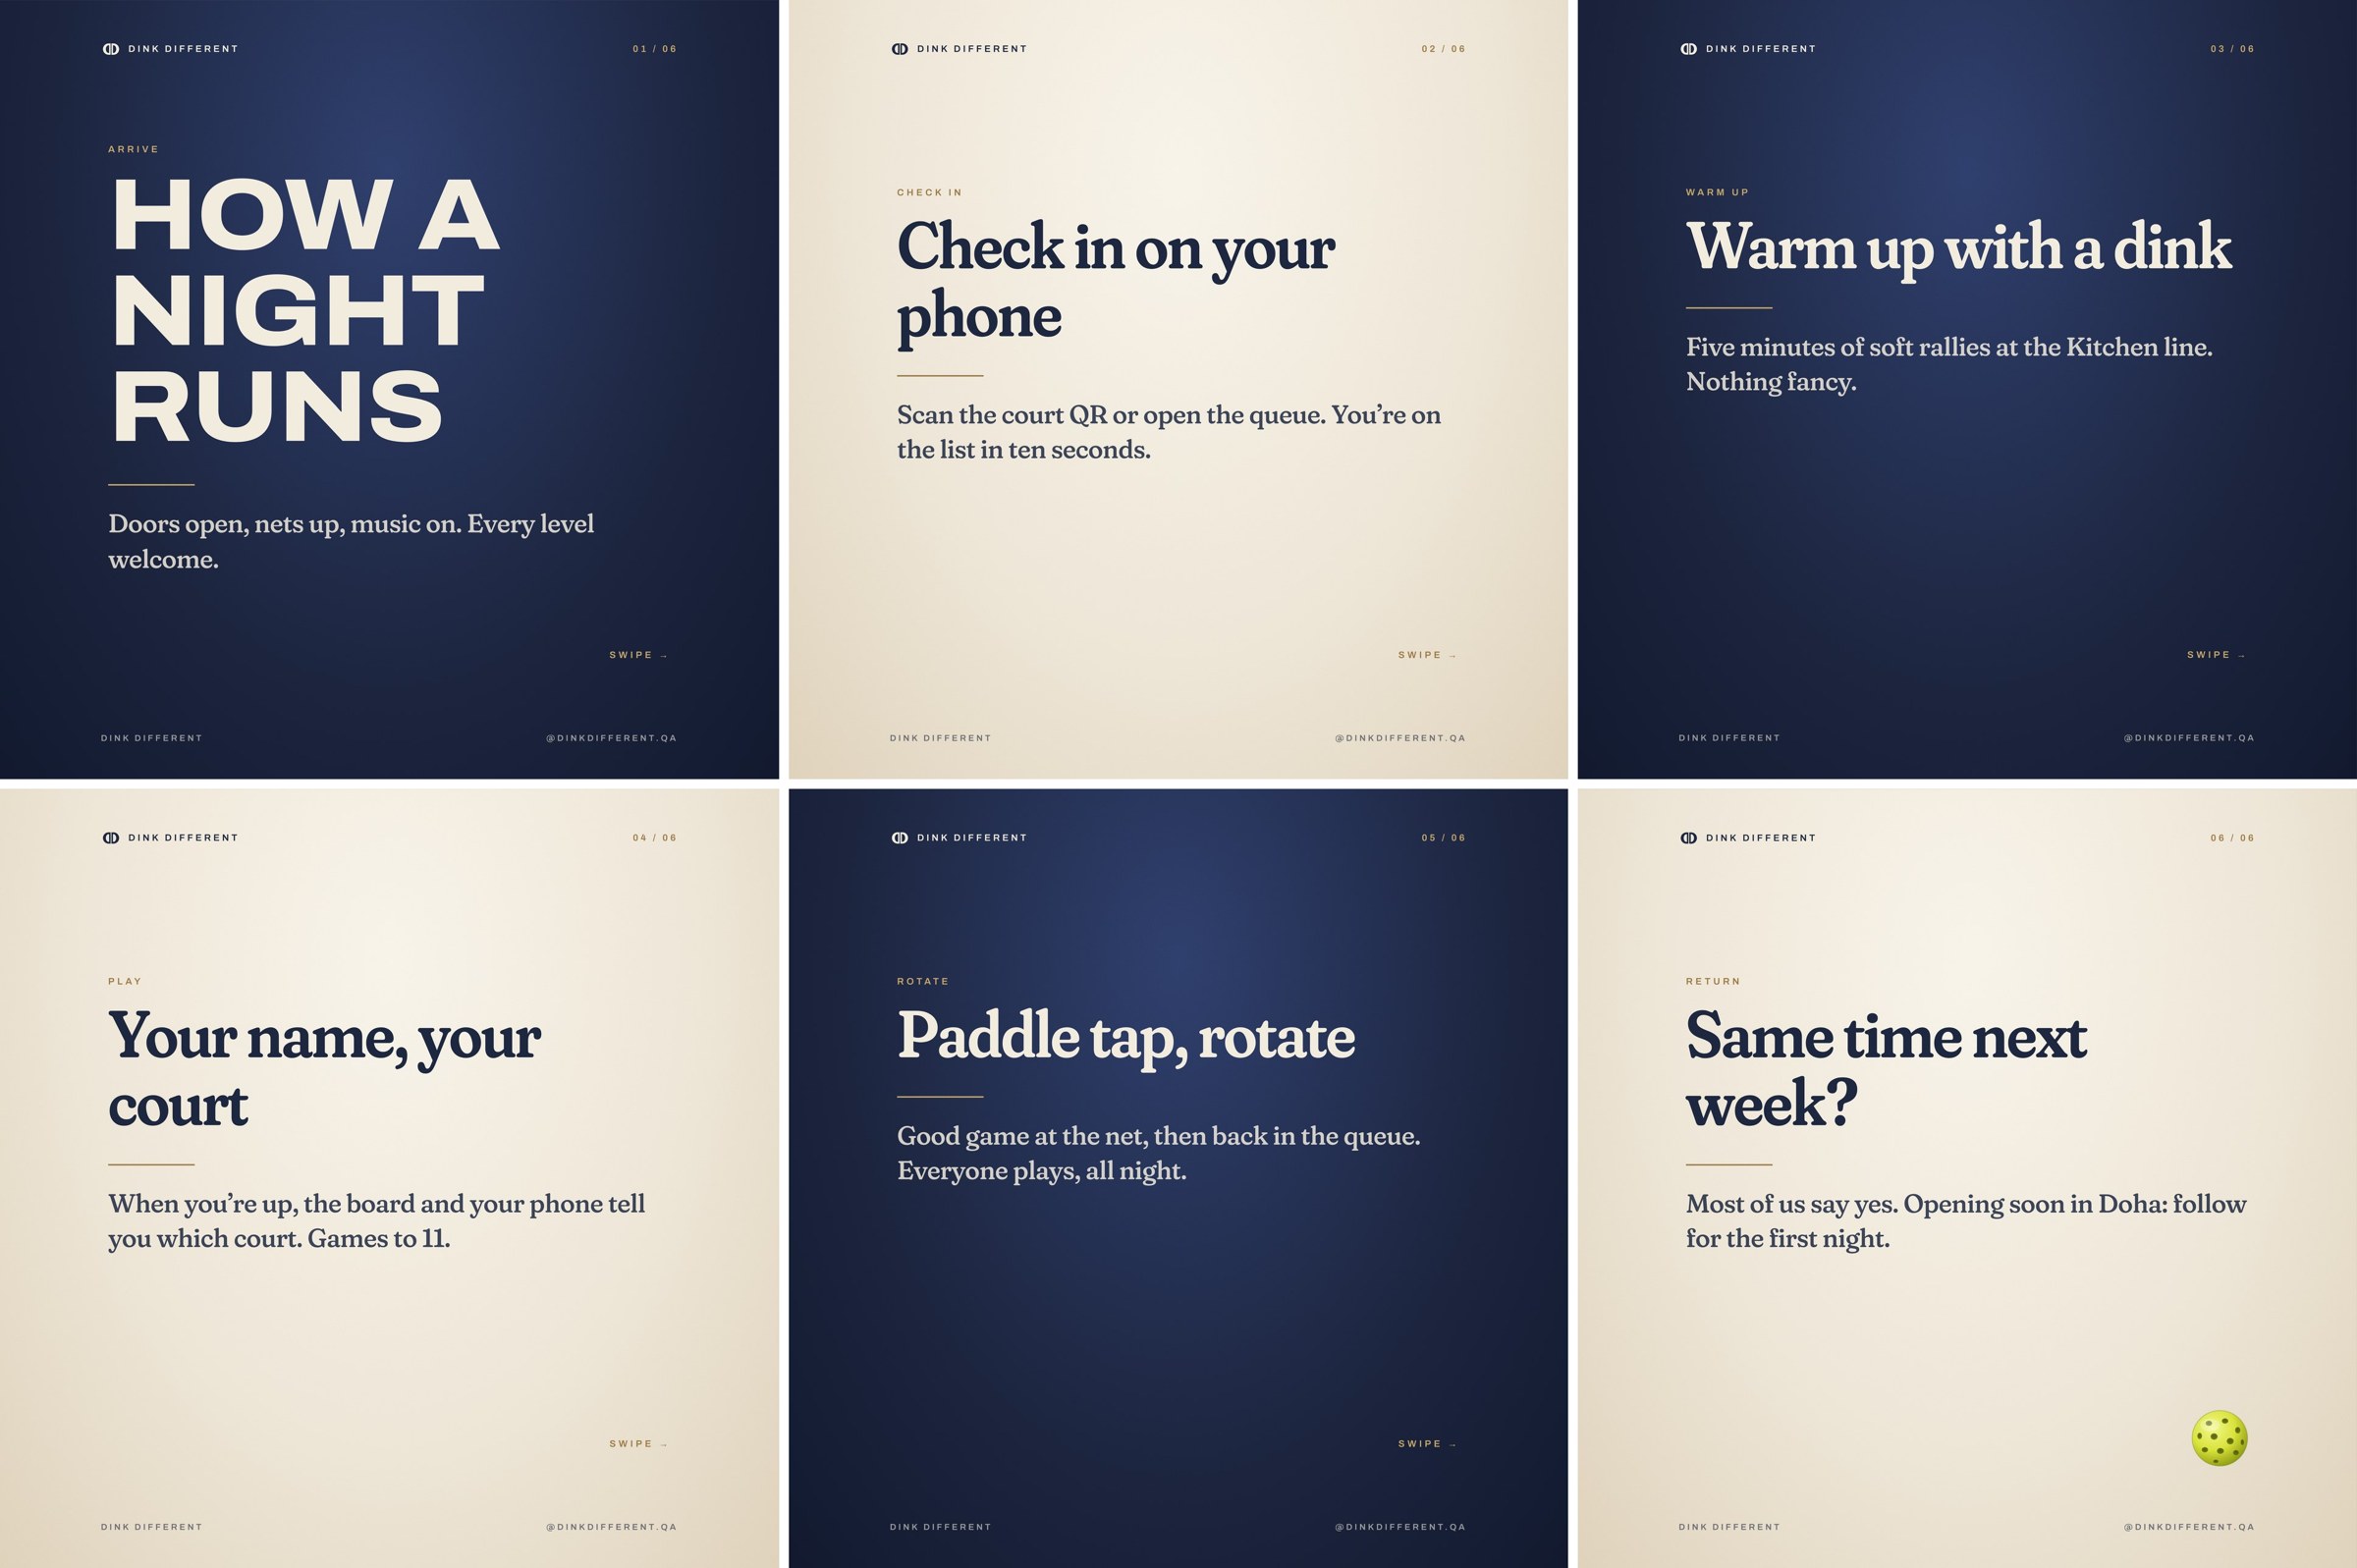 DINK DIFFERENT
01 / 06
ARRIVE
HOW A
NIGHT
RUNS
Doors open, nets up, music on. Every level
welcome.
SWIPE →
DINK DIFFERENT
@DINKDIFFERENT.QA
DINK DIFFERENT
02 / 06
CHECK IN
Check in on your
phone
Scan the court QR or open the queue. You’re on
the list in ten seconds.
SWIPE →
DINK DIFFERENT
@DINKDIFFERENT.QA
DINK DIFFERENT
03 / 06
WARM UP
Warm up with a dink
Five minutes of soft rallies at the Kitchen line.
Nothing fancy.
SWIPE →
DINK DIFFERENT
@DINKDIFFERENT.QA
DINK DIFFERENT
04 / 06
PLAY
Your name, your
court
When you’re up, the board and your phone tell
you which court. Games to 11.
SWIPE →
DINK DIFFERENT
@DINKDIFFERENT.QA
DINK DIFFERENT
05 / 06
ROTATE
Paddle tap, rotate
Good game at the net, then back in the queue.
Everyone plays, all night.
SWIPE →
DINK DIFFERENT
@DINKDIFFERENT.QA
DINK DIFFERENT
06 / 06
RETURN
Same time next
week?
Most of us say yes. Opening soon in Doha: follow
for the first night.
DINK DIFFERENT
@DINKDIFFERENT.QA